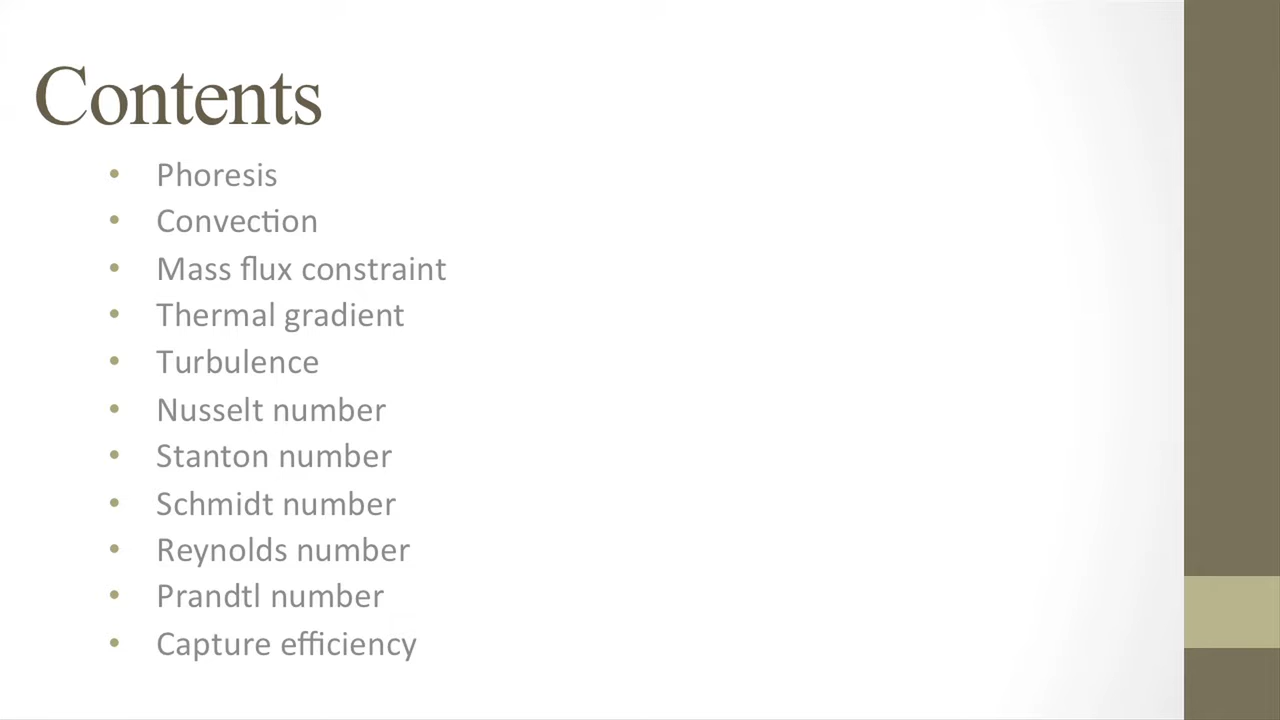 Contents
• Phoresis
• Convection
• Mass flux constraint
• Thermal gradient
• Turbulence
• Nusselt number
• Stanton number
• Schmidt number
• Reynolds number
• Prandtl number
• Capture efficiency